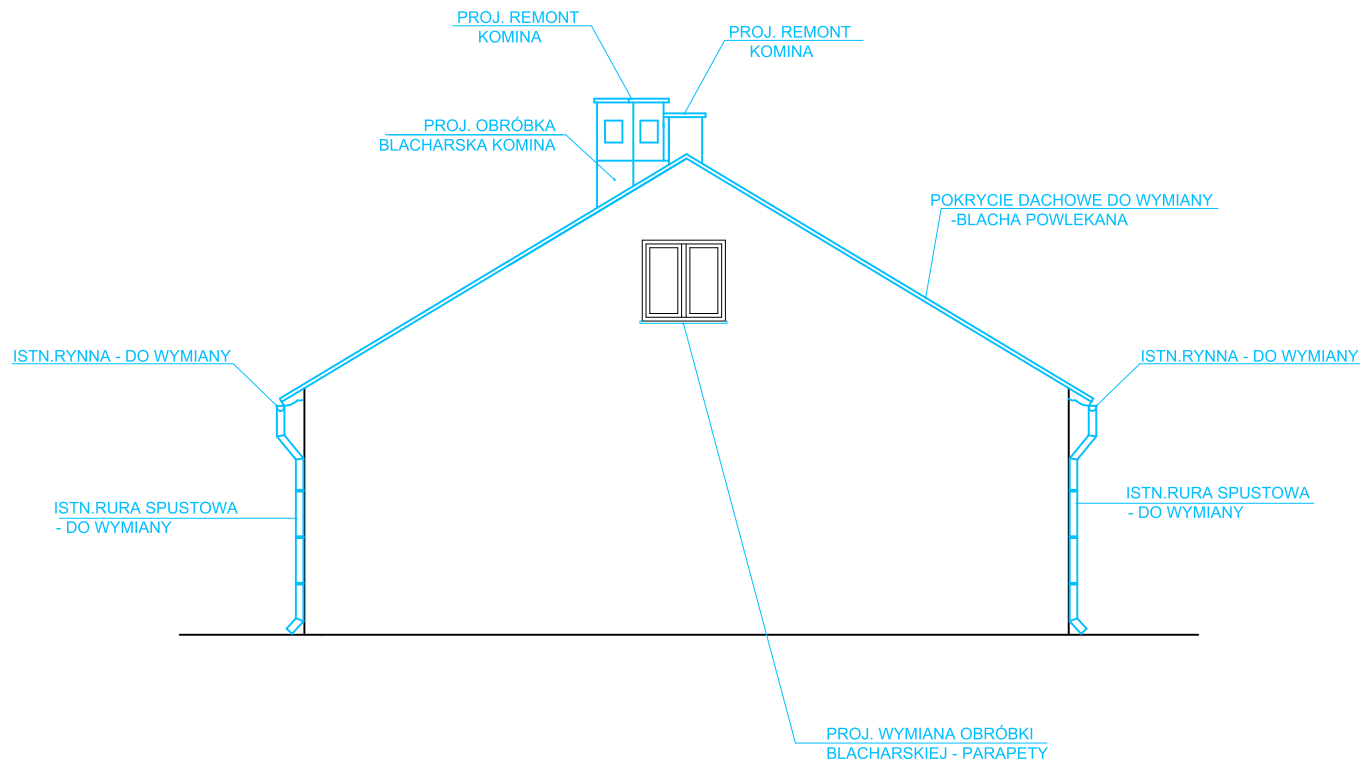 PROJ. REMONT
KOMINA
PROJ. REMONT
KOMINA
PROJ. OBRÓBKA
BLACHARSKA KOMINA
POKRYCIE DACHOWE DO WYMIANY
-BLACHA POWLEKANA
ISTN.RYNNA - DO WYMIANY
ISTN.RYNNA - DO WYMIANY
ISTN.RURA SPUSTOWA
- DO WYMIANY
ISTN.RURA SPUSTOWA
- DO WYMIANY
PROJ. WYMIANA OBRÓBKI
BLACHARSKIEJ - PARAPETY